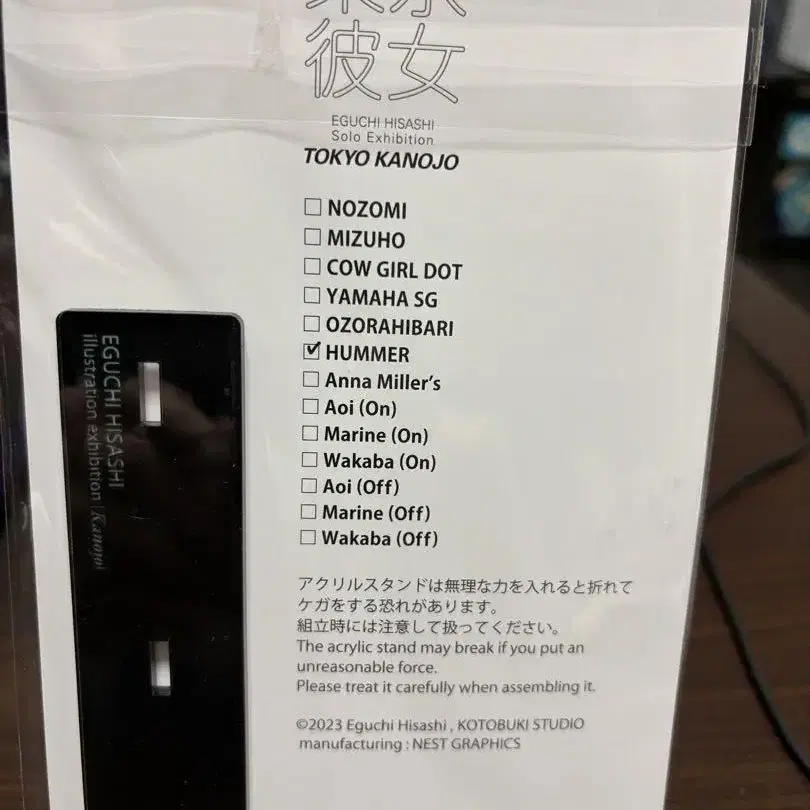 東京
彼女
EGUCHI HISASHI
Solo Exhibition
TOKYO KANOJO
NOZOMI
MIZUHO
COW GIRL DOT
YAMAHA SG
OZORAHIBARI
HUMMER
Anna Miller's
Aoi (On)
Marine (On)
Wakaba (On)
Aoi (Off)
Marine (Off)
Wakaba (Off)
アクリルスタンドは無理な力を入れると折れて
ケガをする恐れがあります。
組立時には注意して扱ってください。
The acrylic stand may break if you put an
unreasonable force.
Please treat it carefully when assembling it.
©2023 Eguchi Hisashi , KOTOBUKI STUDIO
manufacturing : NEST GRAPHICS
EGUCHI HISASHI
illustration exhibition Kanojo